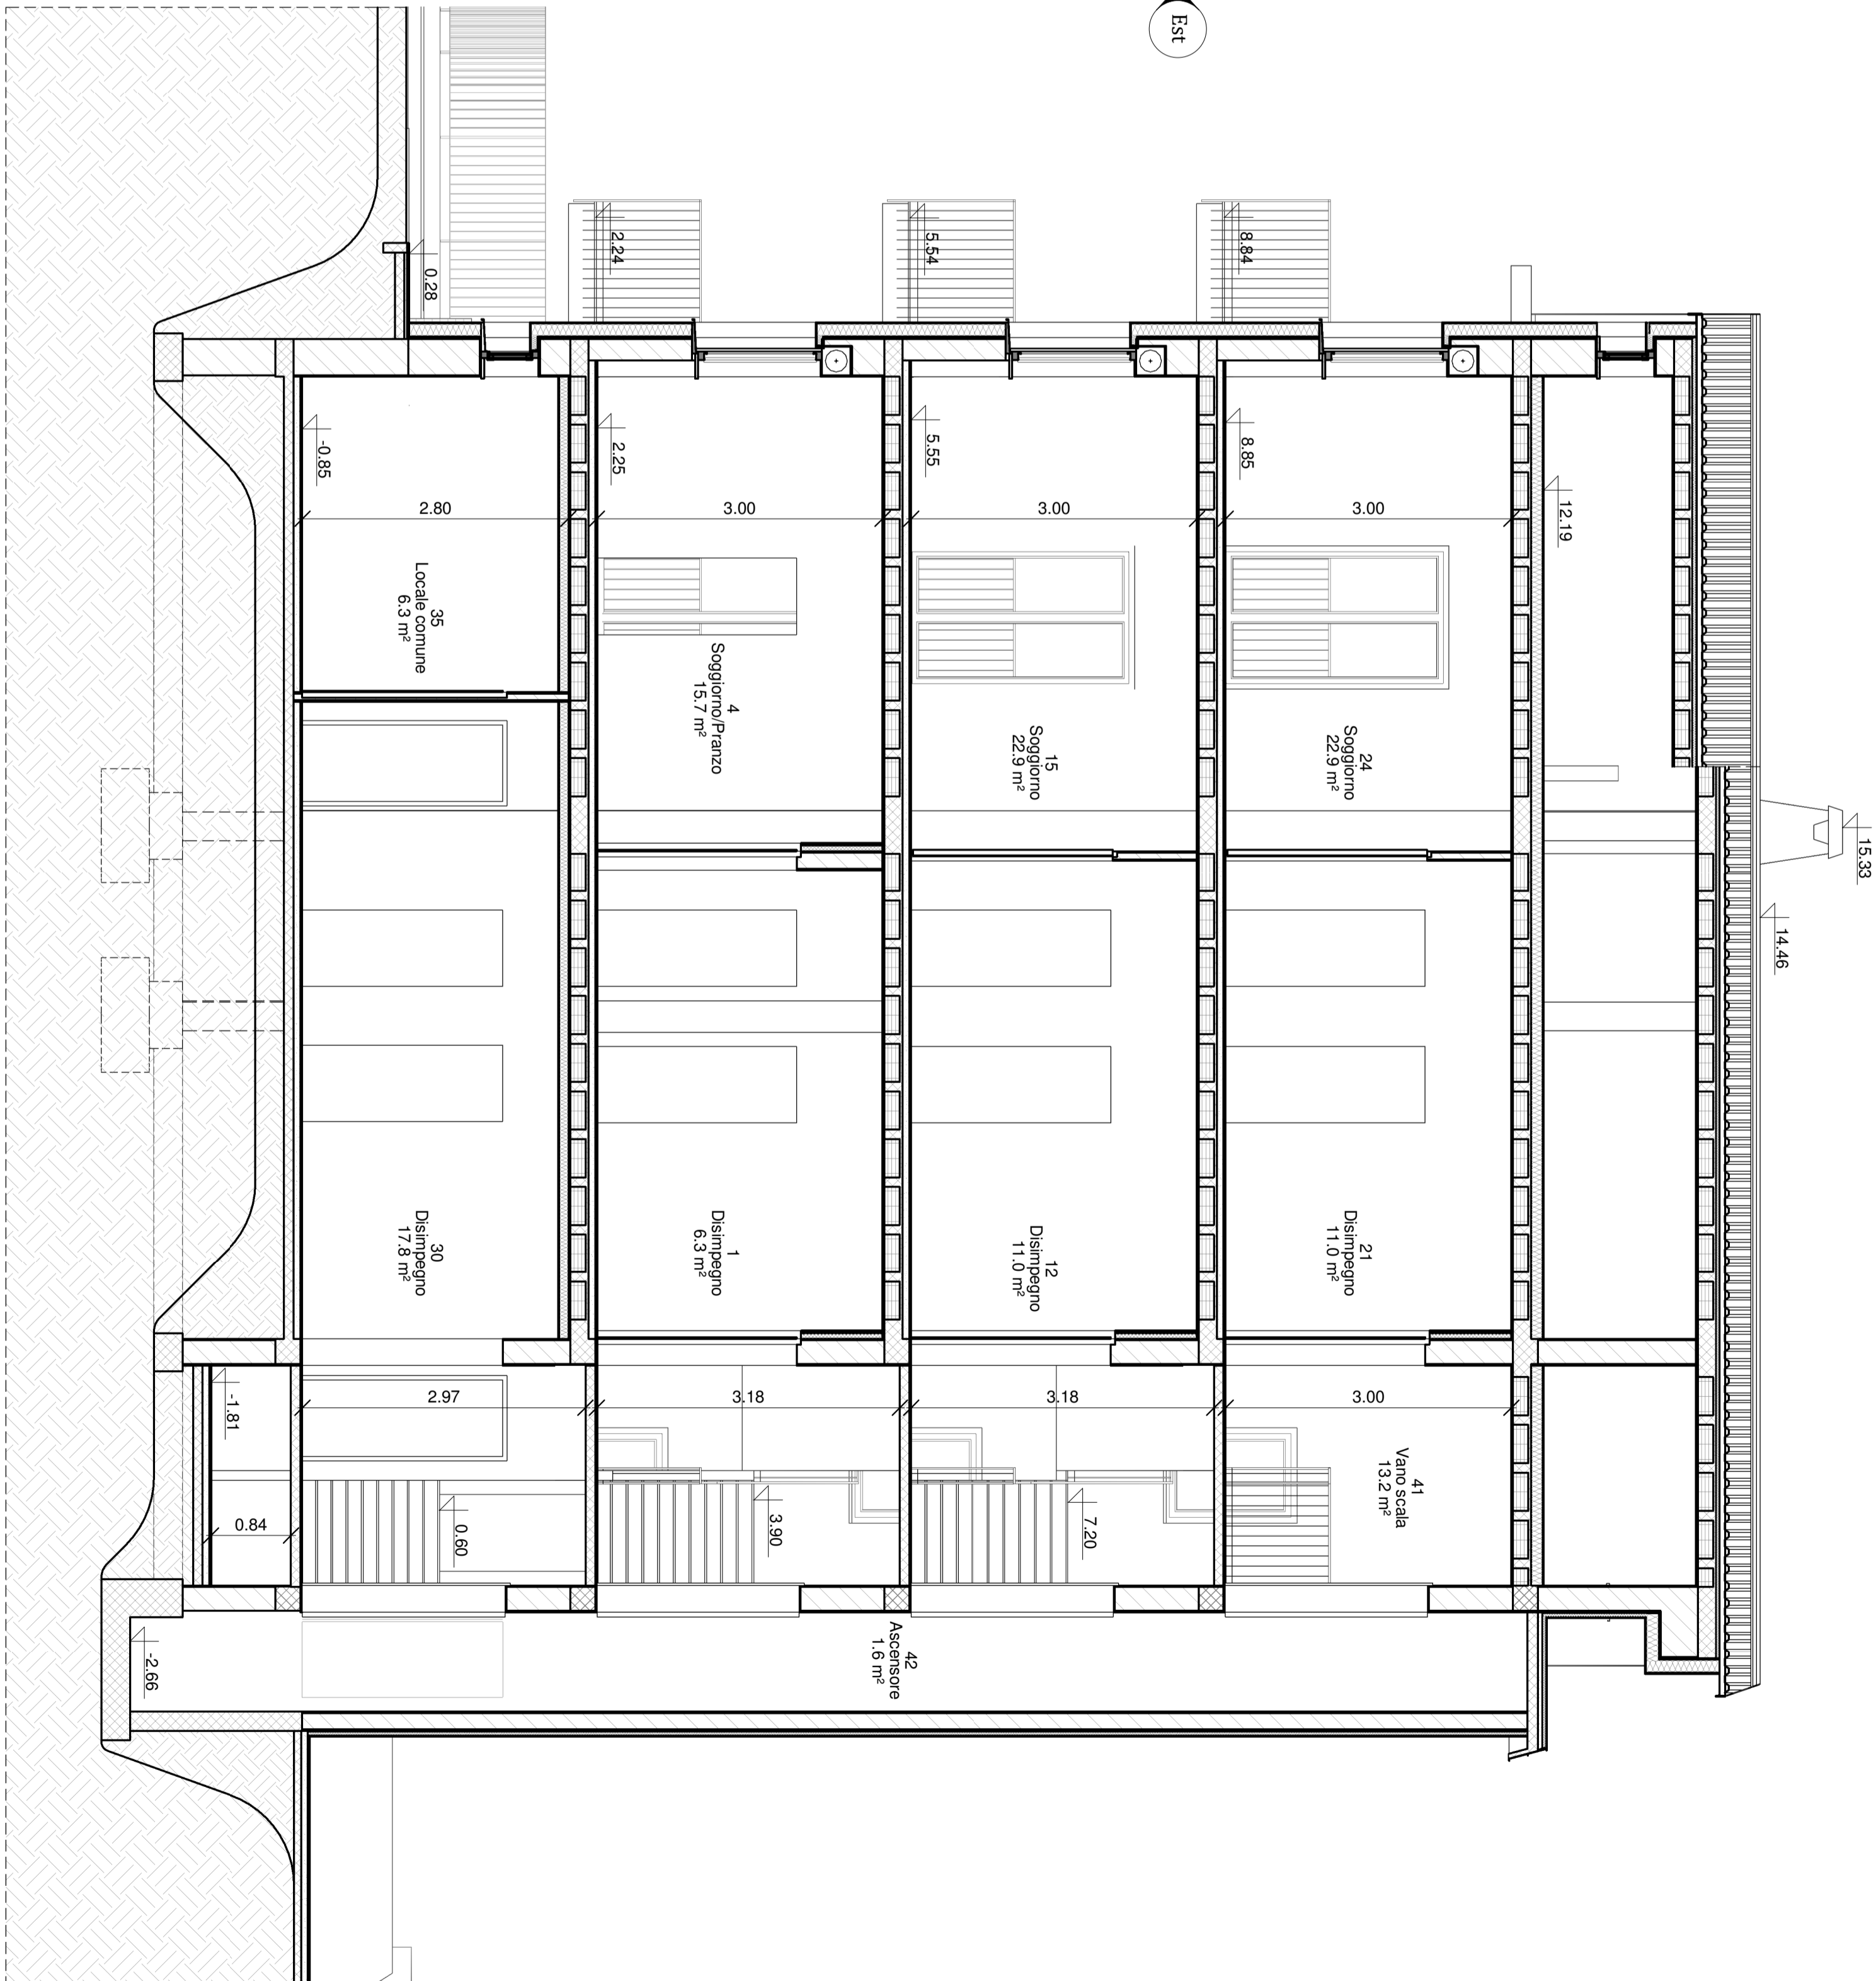 Est
15.33
14.46
12.19
8.84
8.85
3.00
24
Soggiorno
22.9 m²
21
Disimpegno
11.0 m²
3.00
41
Vano scala
13.2 m²
5.54
5.55
3.00
15
Soggiorno
22.9 m²
12
Disimpegno
11.0 m²
3.18
7.20
2.24
2.25
3.00
4
Soggiorno/Pranzo
15.7 m²
1
Disimpegno
6.3 m²
3.18
3.90
42
Ascensore
1.6 m²
0.28
-0.85
2.80
35
Locale comune
6.3 m²
30
Disimpegno
17.8 m²
2.97
0.60
-1.81
0.84
-2.66